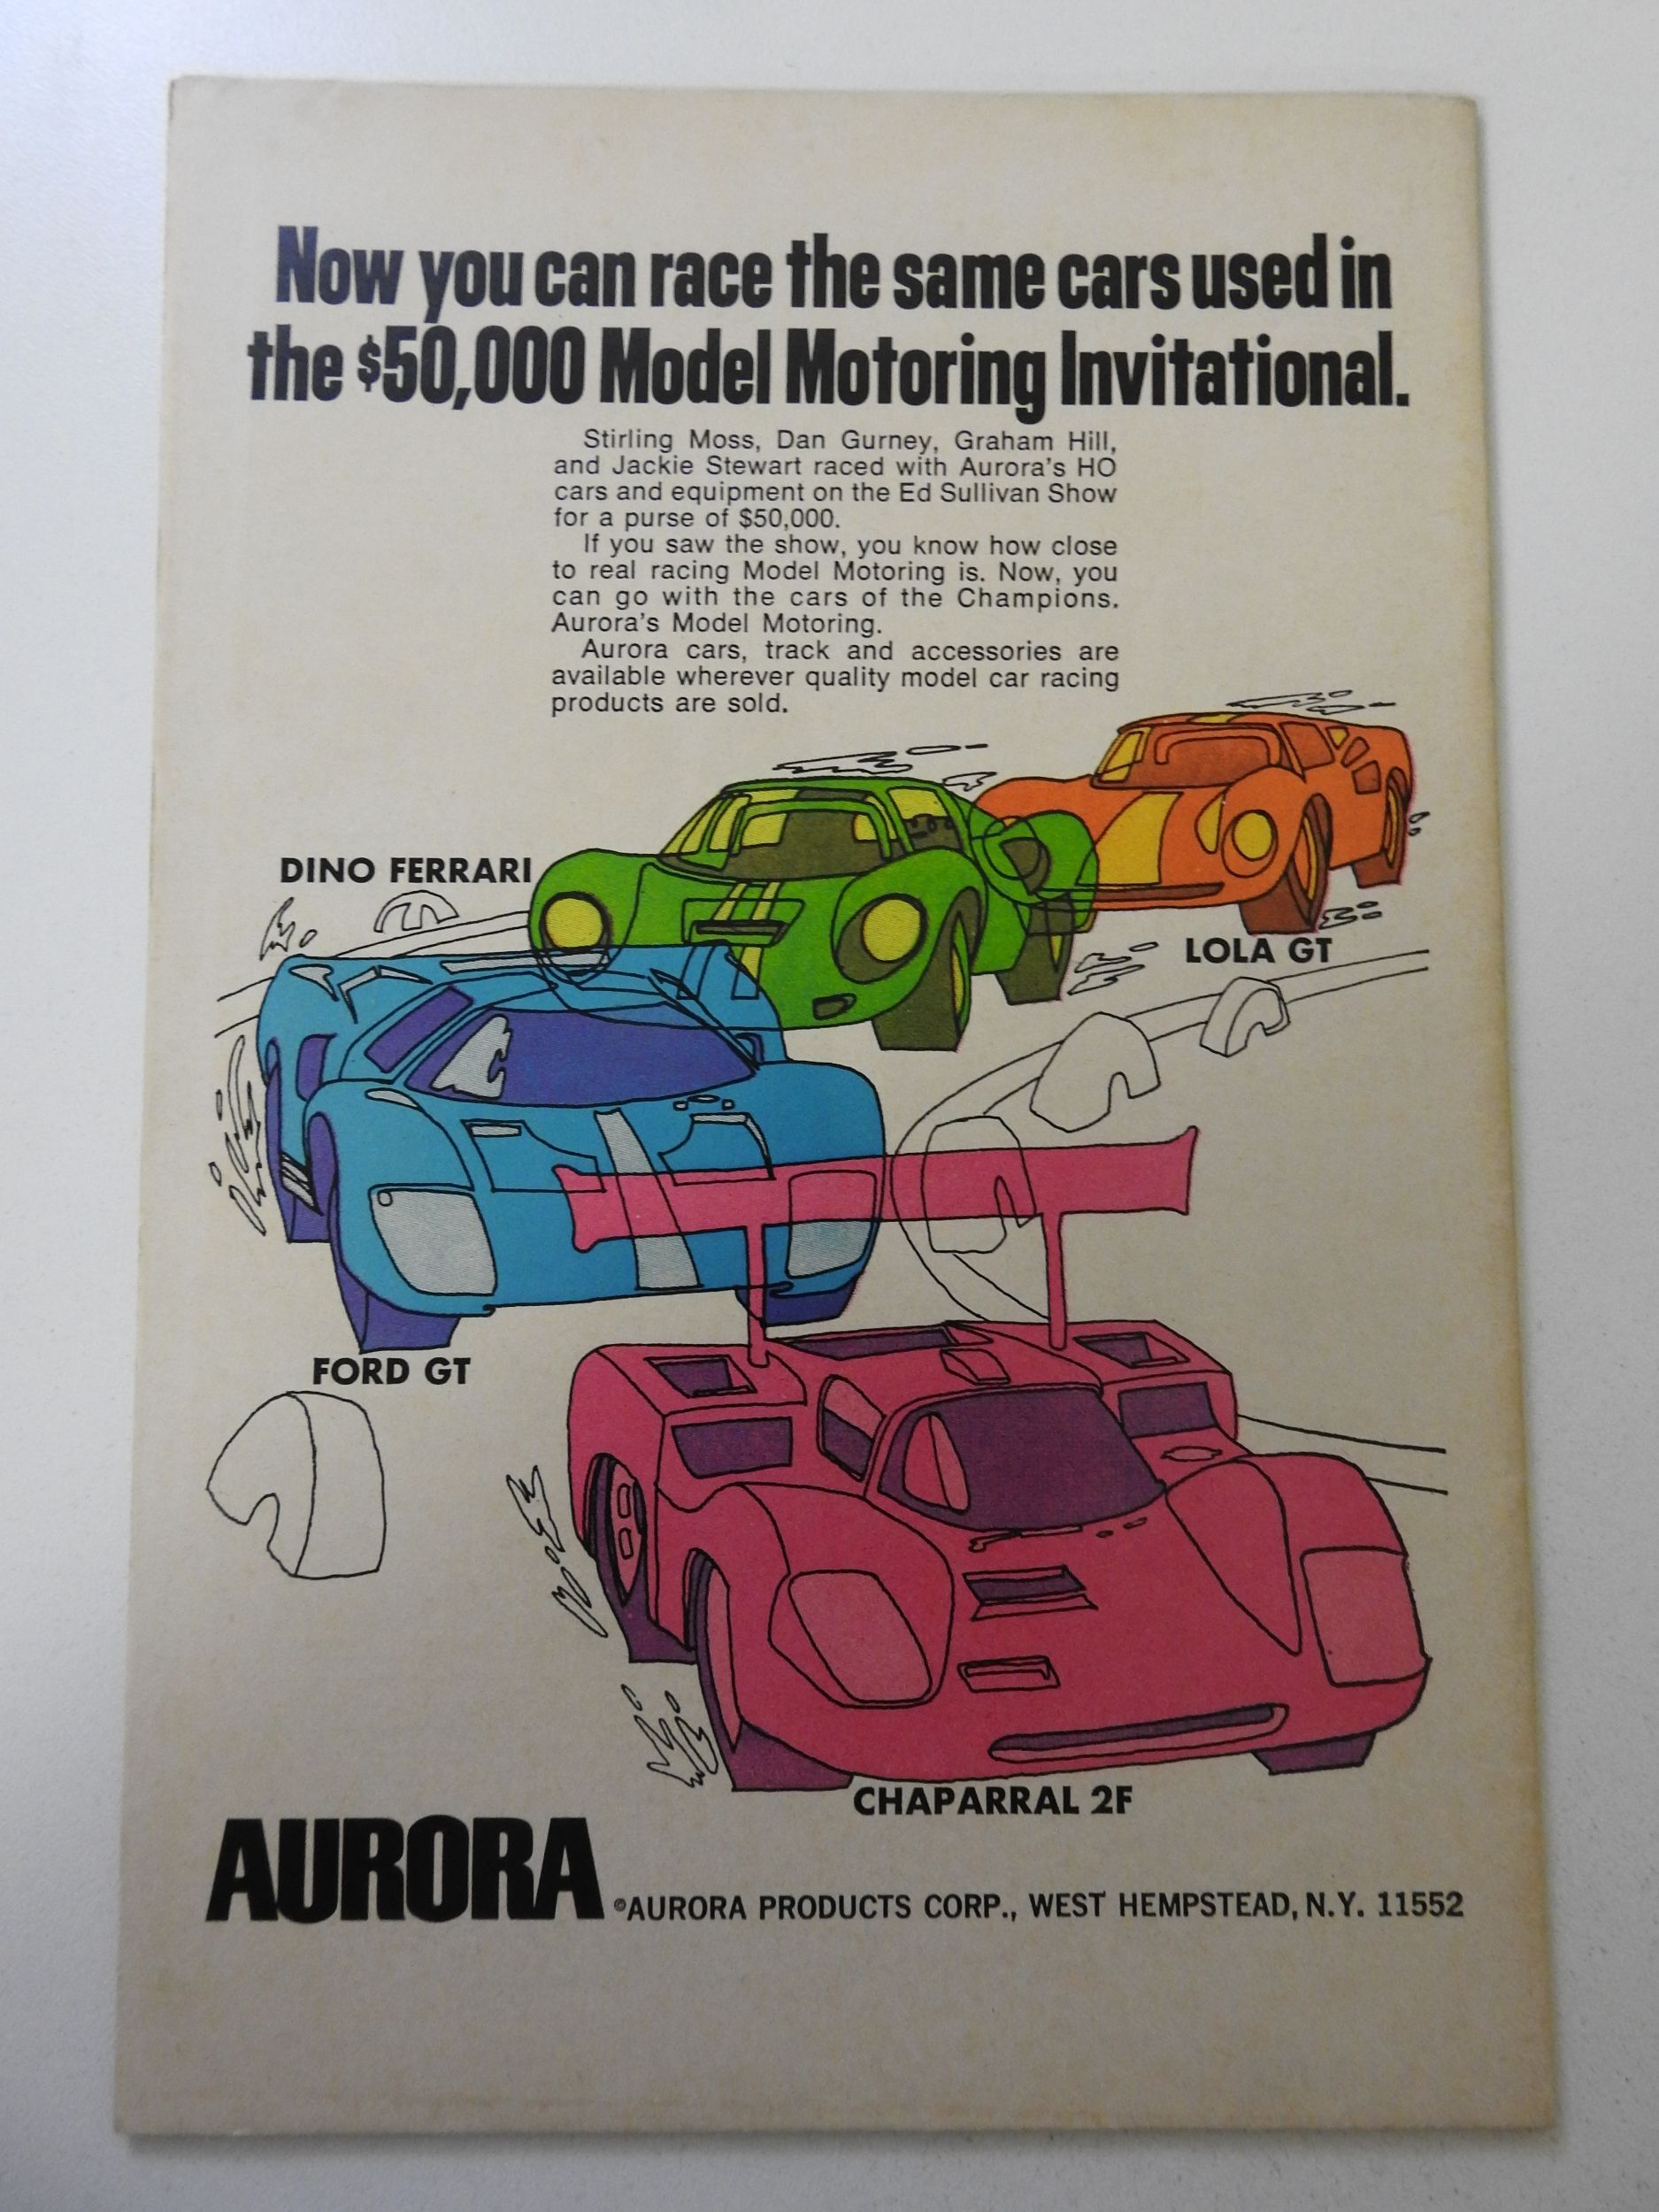 Now you can race the same cars used in
the $50,000 Model Motoring Invitational.
Stirling Moss, Dan Gurney, Graham Hill,
and Jackie Stewart raced with Aurora's HO
cars and equipment on the Ed Sullivan Show
for a purse of $50,000.
If you saw the show, you know how close
to real racing Model Motoring is. Now, you
can go with the cars of the Champions.
Aurora's Model Motoring.
Aurora cars, track and accessories are
available wherever quality model car racing
products are sold.
DINO FERRARI
LOLA GT
FORD GT
CHAPARRAL 2F
AURORA
©AURORA PRODUCTS CORP., WEST HEMPSTEAD, N.Y. 11552